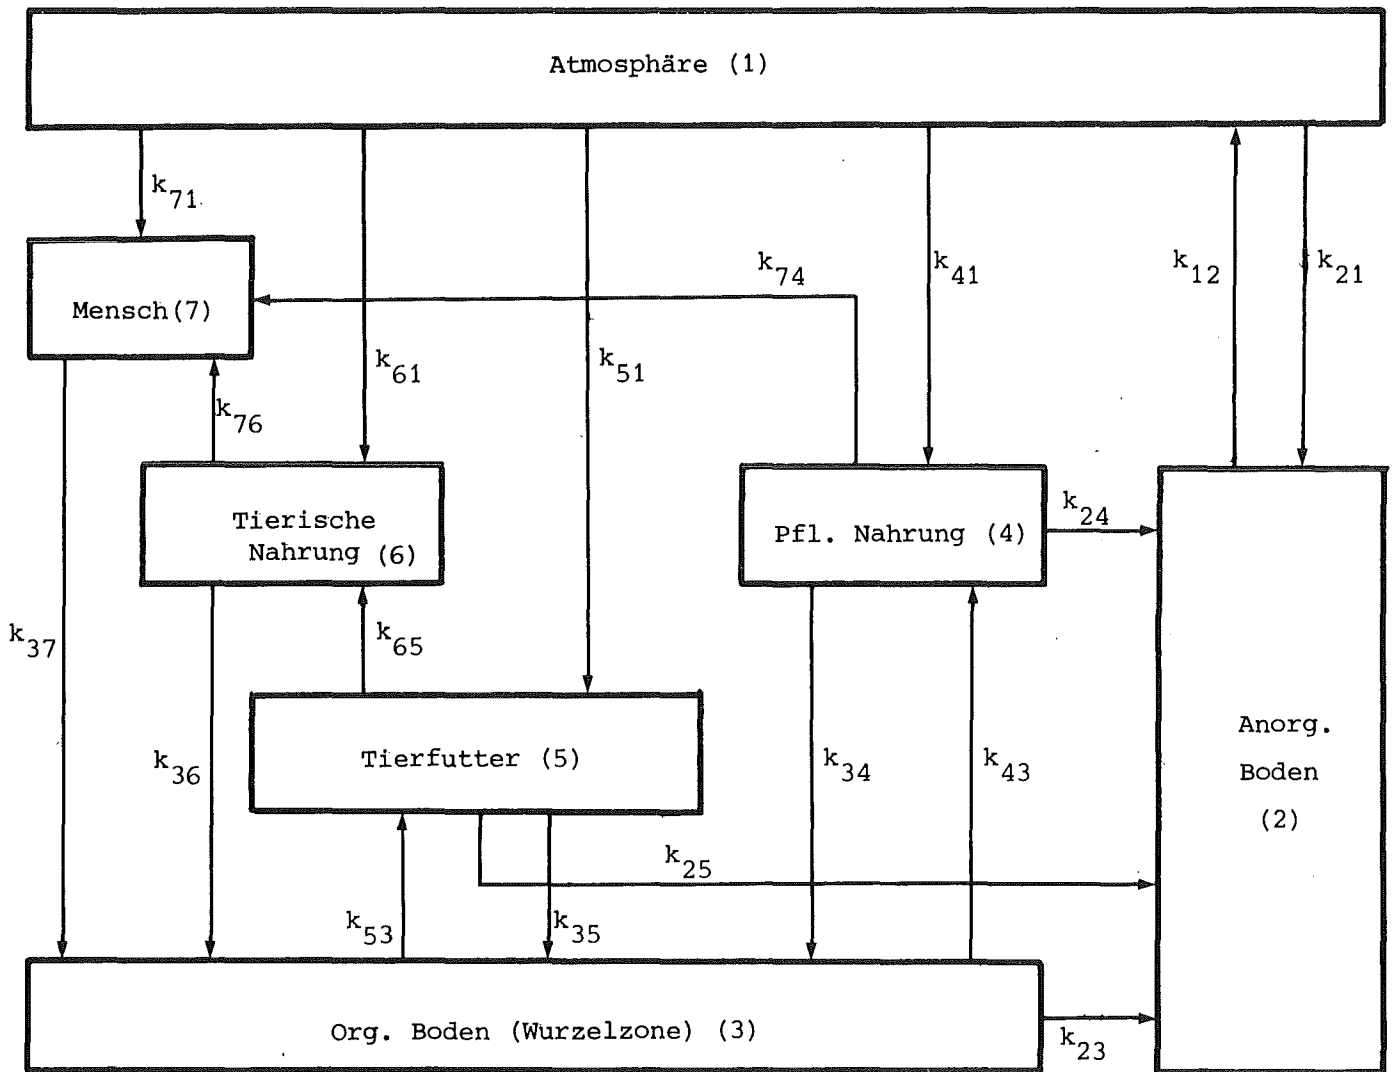 Atmosphäre (1)
k71
Mensch(7)
k74
k41
k12
k21
k61
k51
k76
Tierische
Nahrung (6)
Pfl. Nahrung (4)
k24
k37
k65
k36
Tierfutter (5)
k34
k43
Anorg.
Boden
(2)
k25
k53
k35
Org. Boden (Wurzelzone) (3)
k23